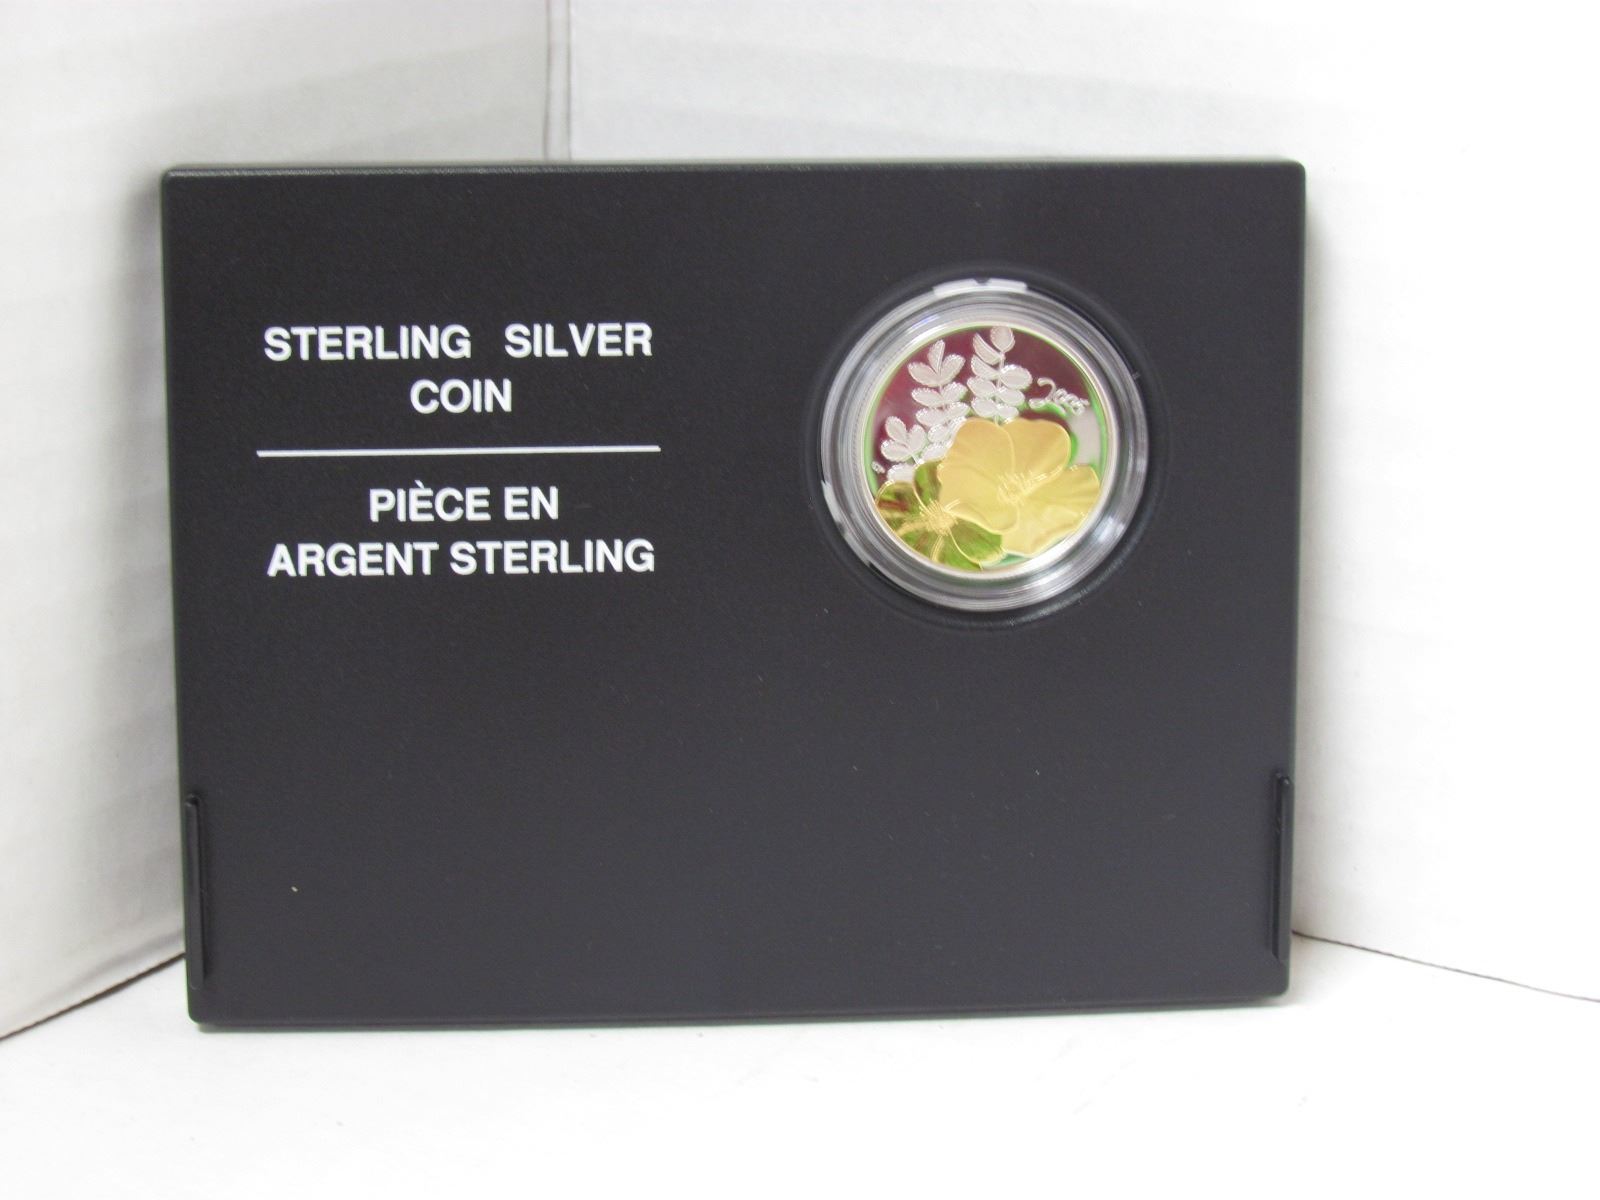 STERLING SILVER
COIN
PIÈCE EN
ARGENT STERLING